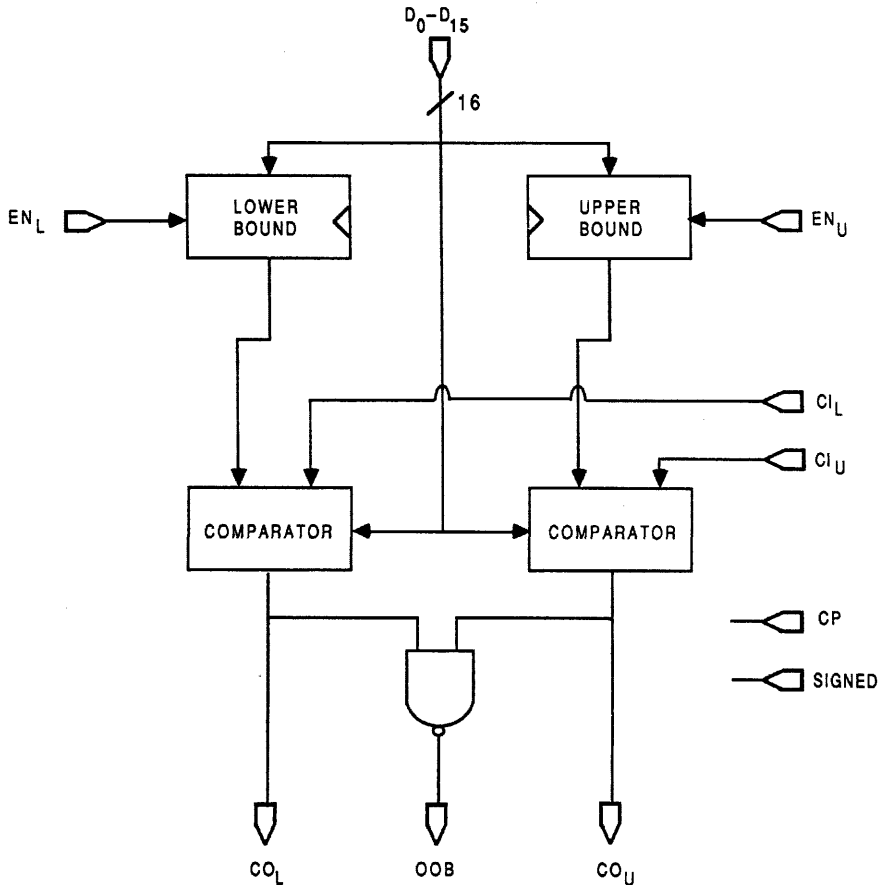 D0-D15
16
LOWER
BOUND
UPPER
BOUND
ENL
ENU
CIL
CIU
COMPARATOR
COMPARATOR
CP
SIGNED
COL
OOB
COU